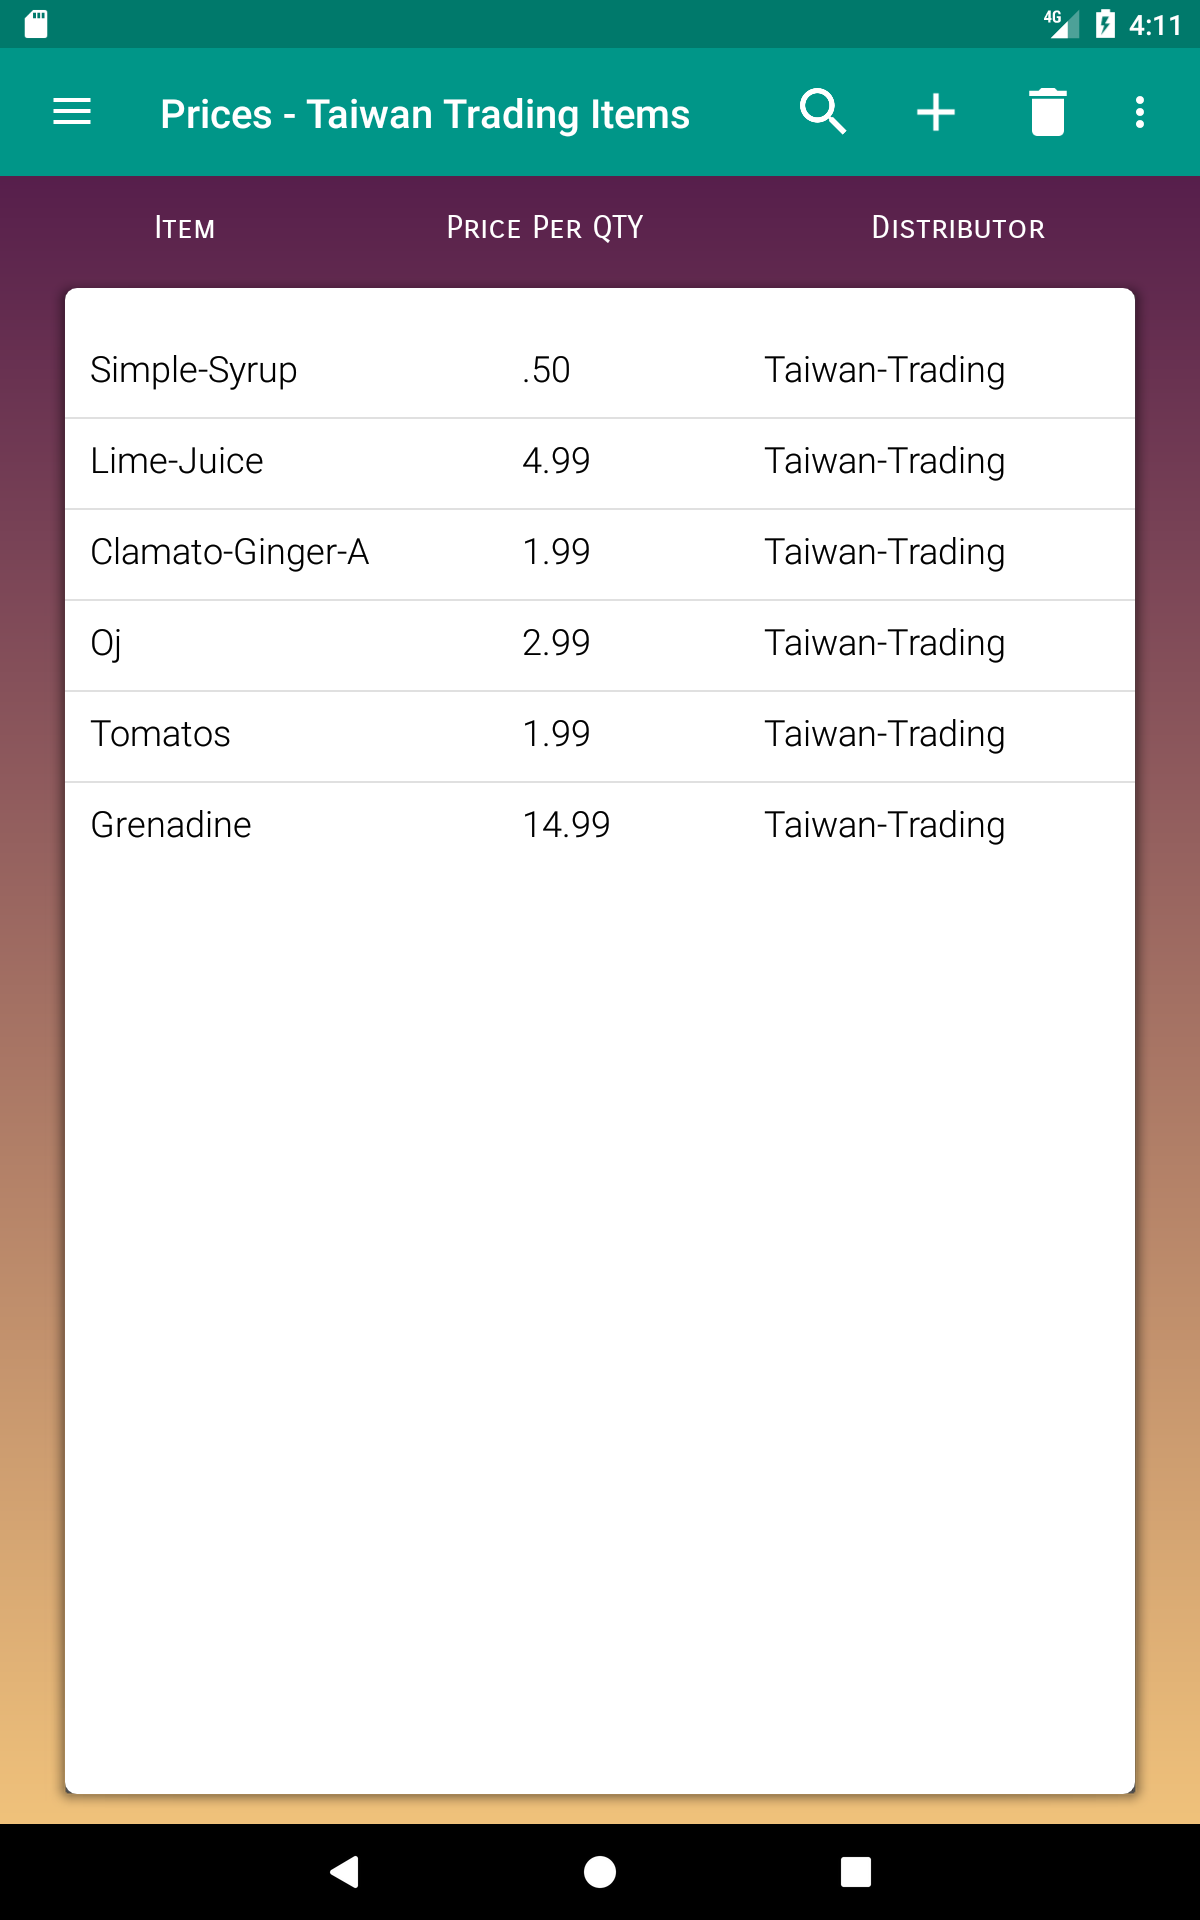 4G 4:11
Prices - Taiwan Trading Items
Item Price Per QTY Distributor
Simple-Syrup .50 Taiwan-Trading
Lime-Juice 4.99 Taiwan-Trading
Clamato-Ginger-A 1.99 Taiwan-Trading
Oj 2.99 Taiwan-Trading
Tomatos 1.99 Taiwan-Trading
Grenadine 14.99 Taiwan-Trading